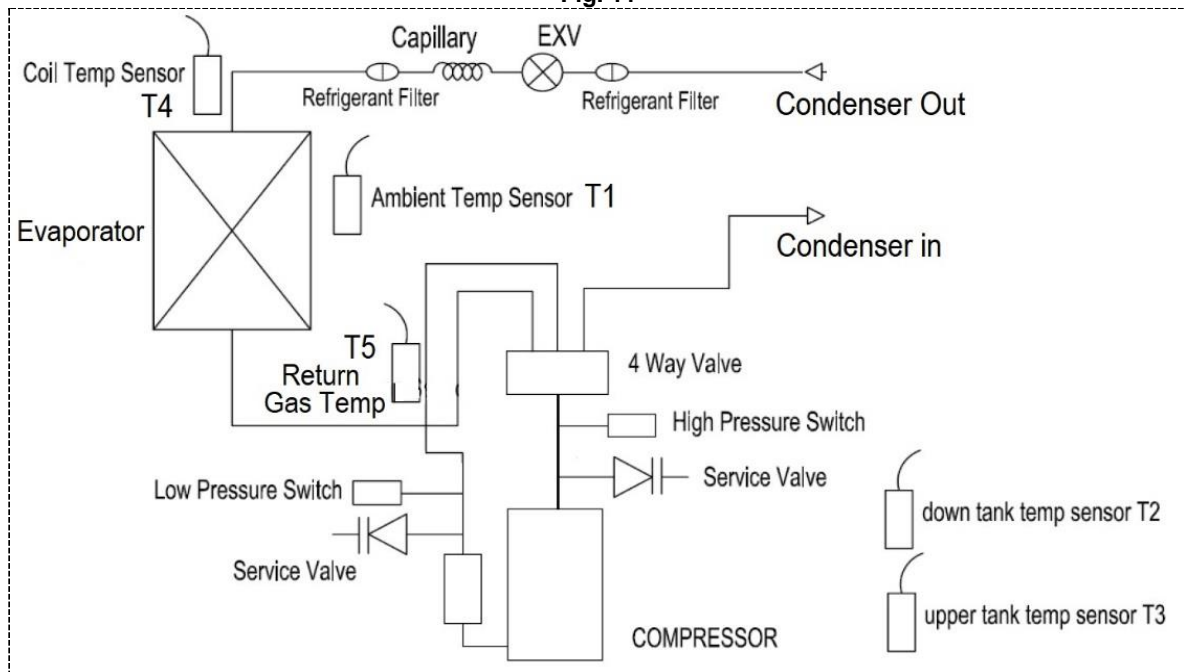 Capillary
EXV
Coil Temp Sensor
T4
Refrigerant Filter
Refrigerant Filter
Condenser Out
Ambient Temp Sensor T1
Evaporator
Condenser in
T5
Return
Gas Temp
4 Way Valve
High Pressure Switch
Low Pressure Switch
Service Valve
down tank temp sensor T2
Service Valve
upper tank temp sensor T3
COMPRESSOR